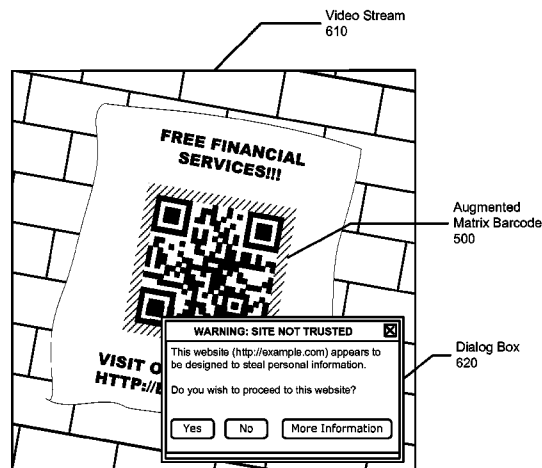 Video Stream
610
FREE FINANCIAL
SERVICES!!!
Augmented
Matrix Barcode
500
WARNING: SITE NOT TRUSTED
This website (http://example.com) appears to
be designed to steal personal information.
Do you wish to proceed to this website?
Yes No More Information
Dialog Box
620
VISIT O
HTTP://E